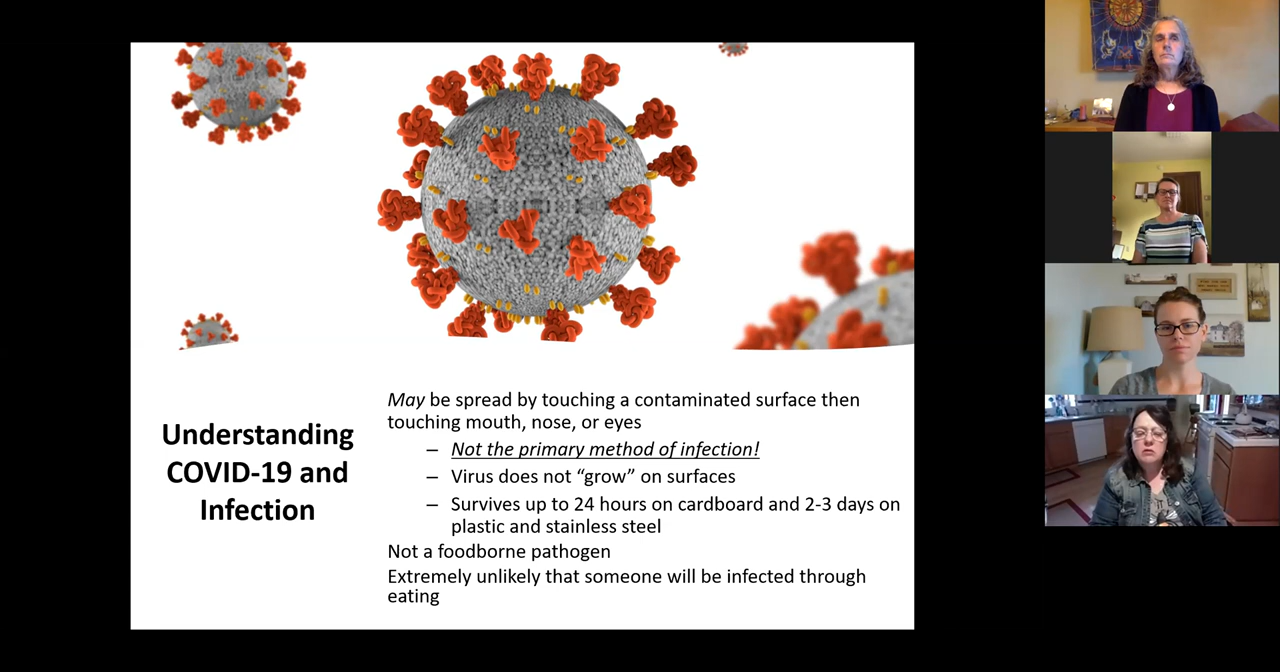 Understanding
COVID-19 and
Infection
May be spread by touching a contaminated surface then
touching mouth, nose, or eyes
– Not the primary method of infection!
– Virus does not “grow” on surfaces
– Survives up to 24 hours on cardboard and 2-3 days on
plastic and stainless steel
Not a foodborne pathogen
Extremely unlikely that someone will be infected through
eating